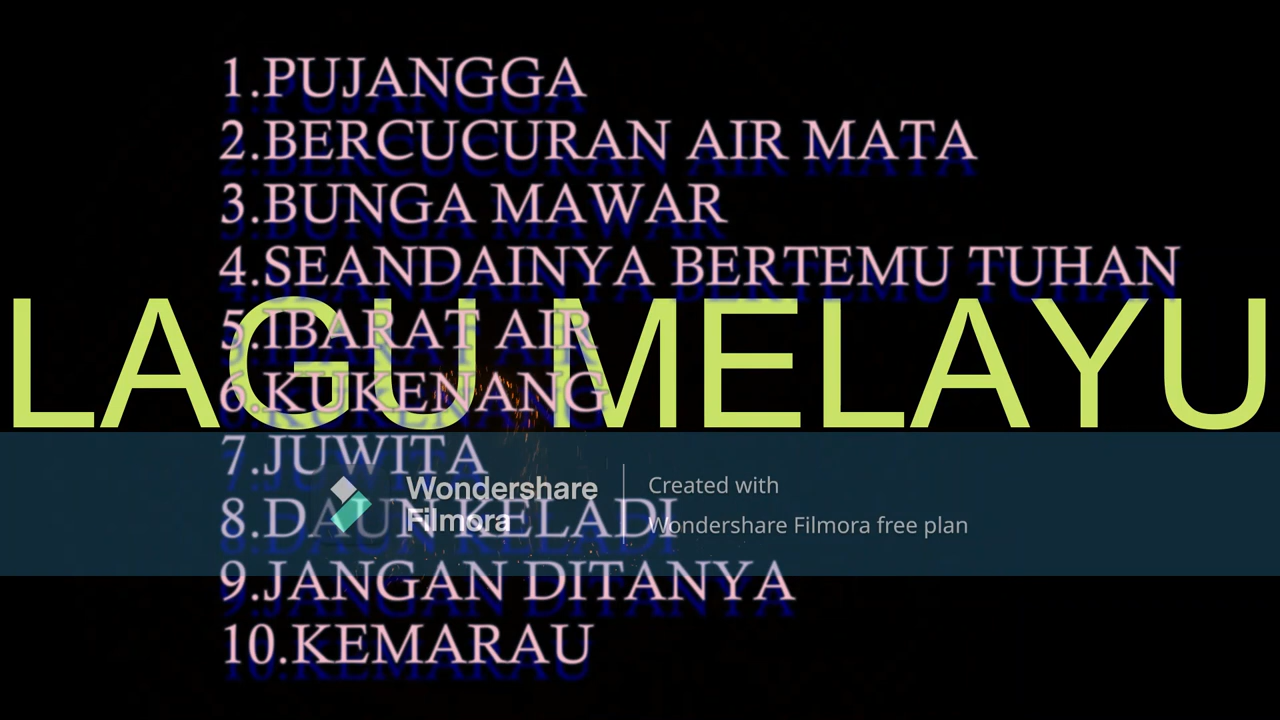 1.PUJANGGA
2.BERCUCURAN AIR MATA
3.BUNGA MAWAR
4.SEANDAINYA BERTEMU TUHAN
LAGU MELAYU
5.IBARAT AIR
6.KUKENANG
7.JUWITA
Wondershare
Filmora
Created with
Wondershare Filmora free plan
8.DAUN KELADI
9.JANGAN DITANYA
10.KEMARAU